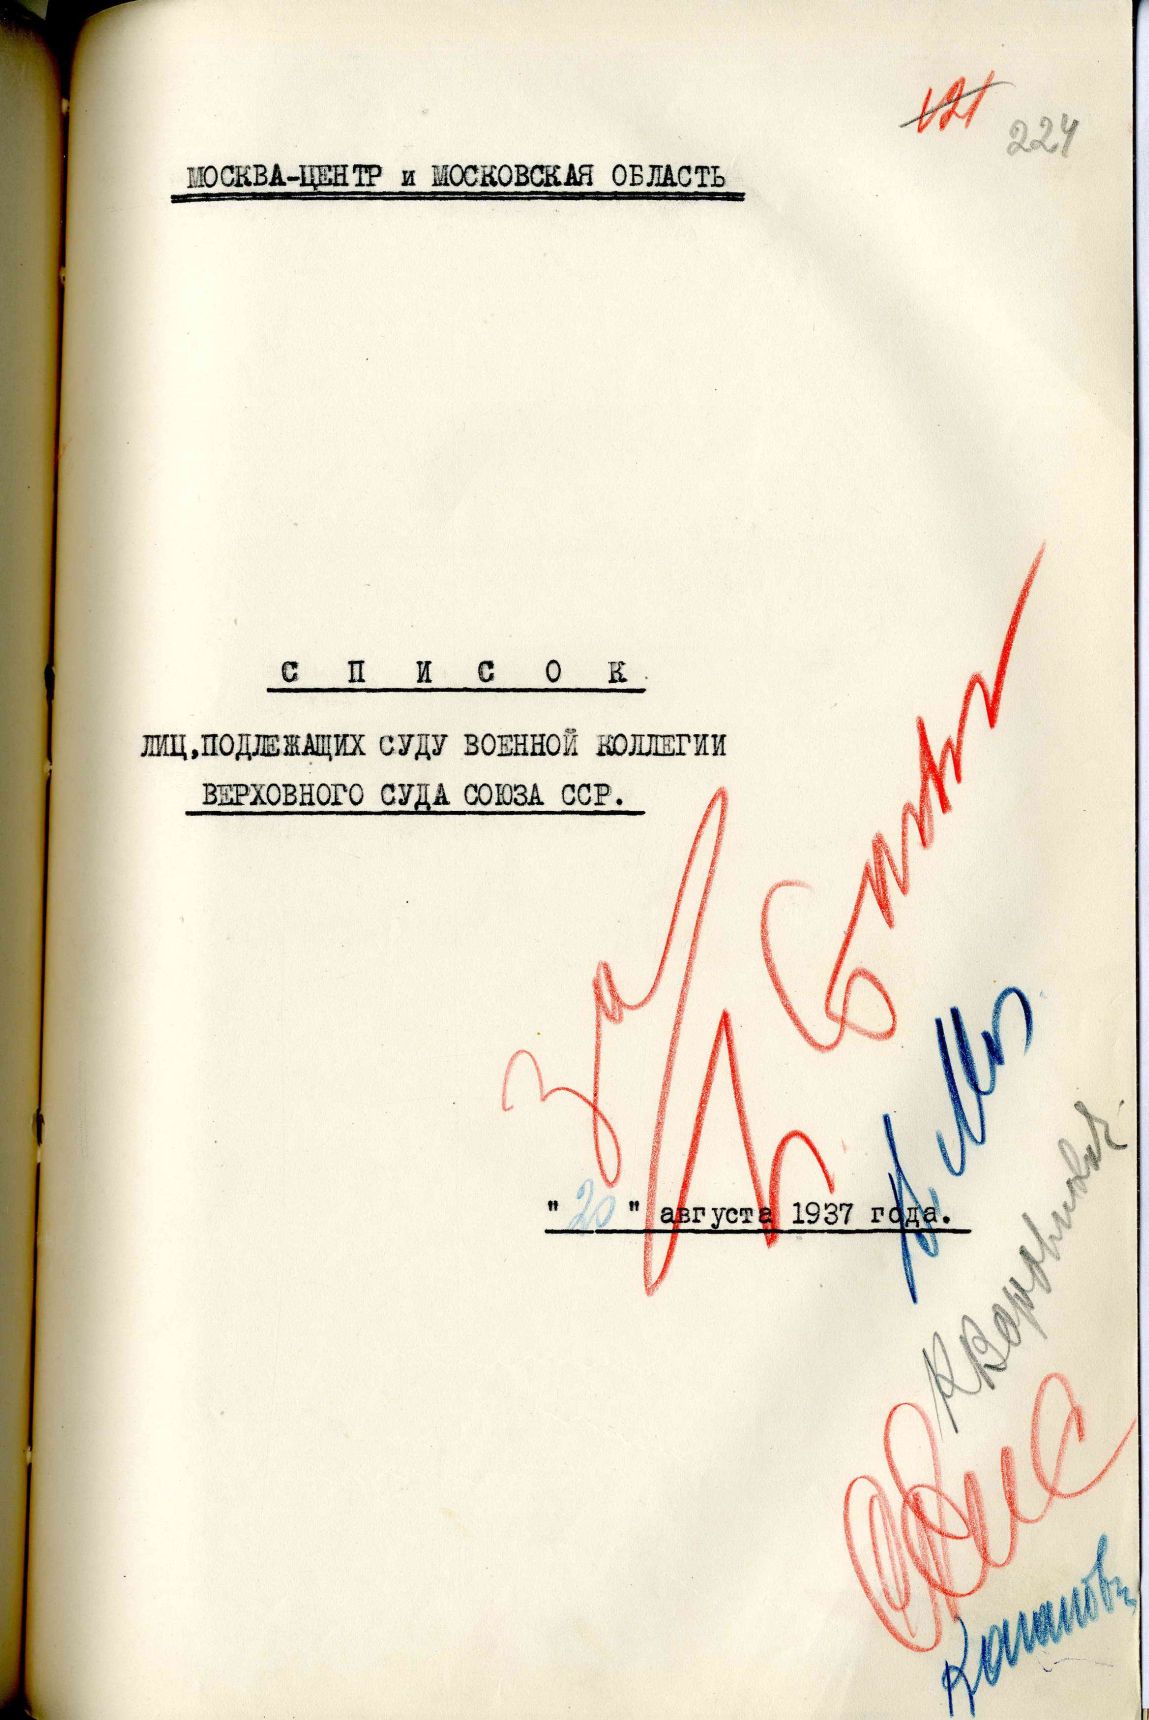 121
224
МОСКВА-ЦЕНТР и МОСКОВСКАЯ ОБЛАСТЬ
С П И С О К
ЛИЦ, ПОДЛЕЖАЩИХ СУДУ ВОЕННОЙ КОЛЛЕГИИ
ВЕРХОВНОГО СУДА СОЮЗА ССР.
за
"20" августа 1937 года.
К Ворошилов